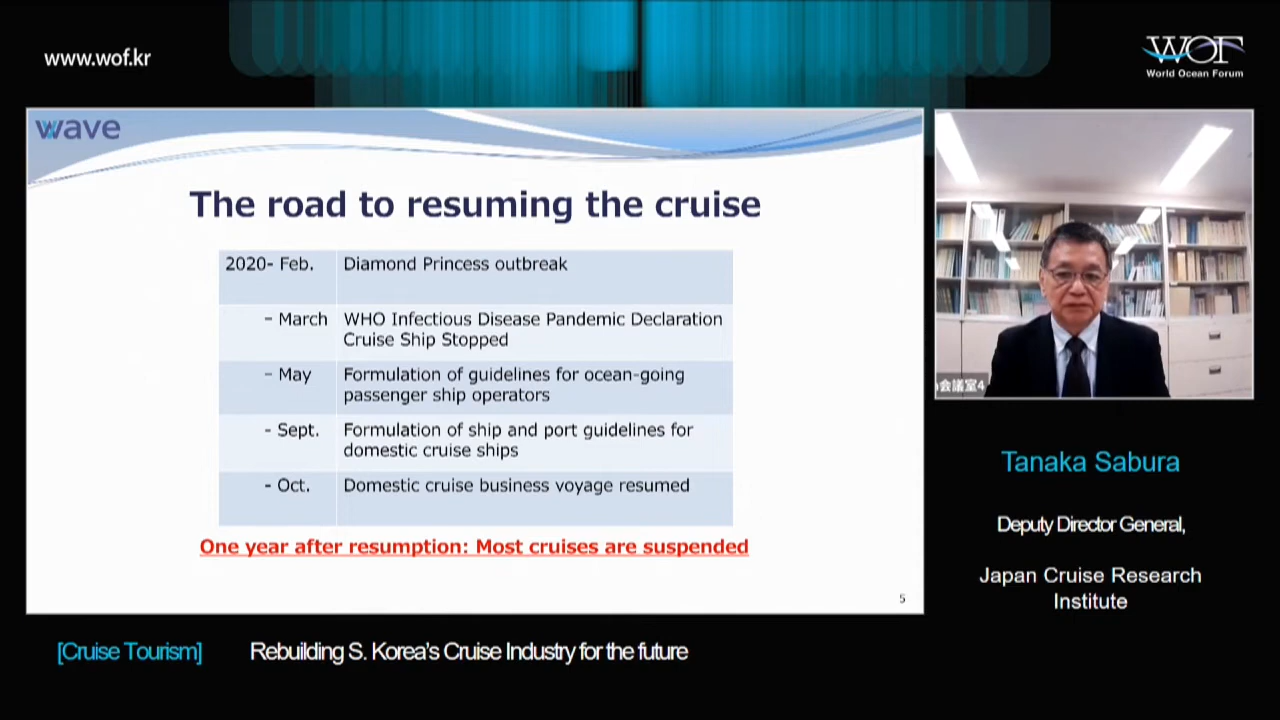 www.wof.kr
WOF
World Ocean Forum
wave
The road to resuming the cruise
2020- Feb. Diamond Princess outbreak
- March WHO Infectious Disease Pandemic Declaration
Cruise Ship Stopped
- May Formulation of guidelines for ocean-going
passenger ship operators
- Sept. Formulation of ship and port guidelines for
domestic cruise ships
- Oct. Domestic cruise business voyage resumed
One year after resumption: Most cruises are suspended
5
会議室4
Tanaka Sabura
Deputy Director General,
Japan Cruise Research
Institute
[Cruise Tourism] Rebuilding S. Korea's Cruise Industry for the future